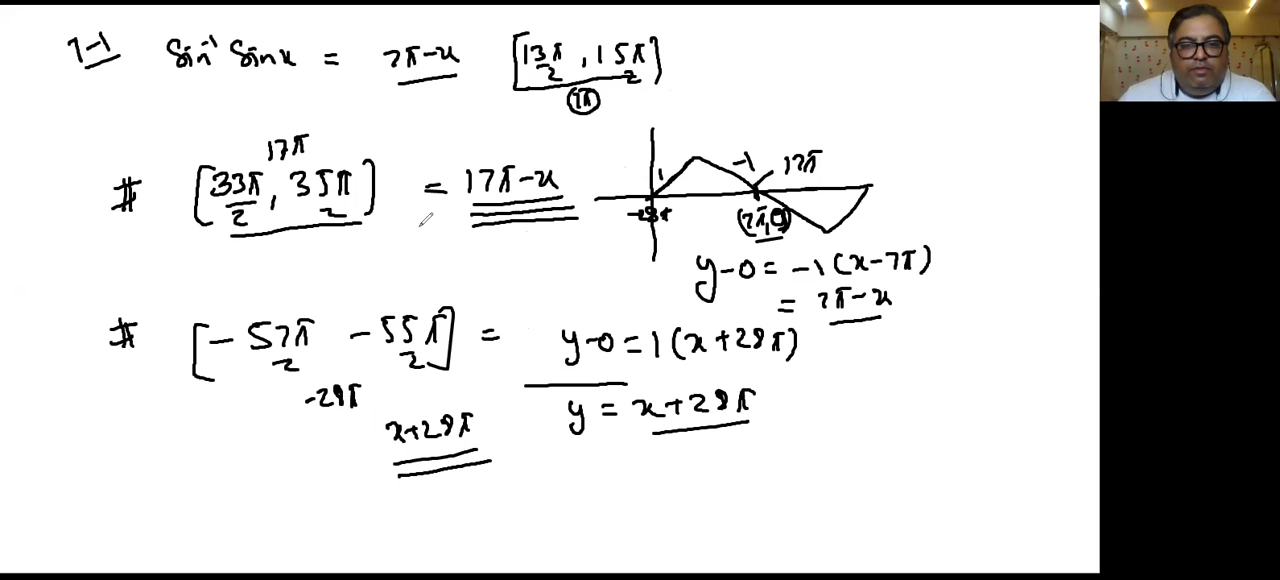 7-1 Sin⁻¹ Sinx = 7π-x [13π/2, 15π/2]
7π
17π
# [33π/2, 35π/2] = 17π-x
1 -1 17π
-28π (7π,0)
y-0 = -1(x-7π)
= 7π-x
# [-57π/2 -55π/2] = y-0 = 1(x+28π)
-28π
x+28π y = x+28π